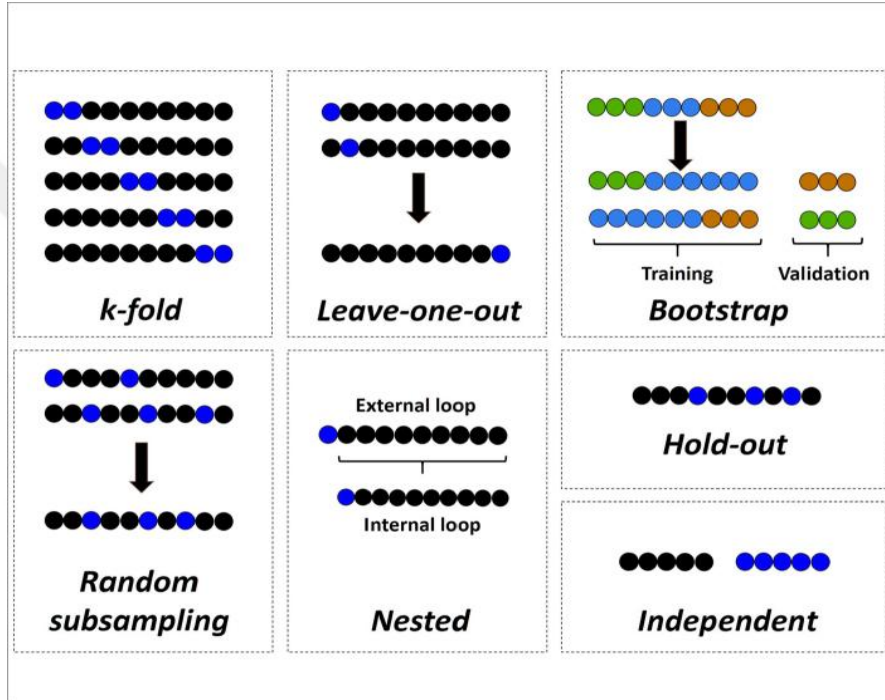 k-fold
Leave-one-out
Training
Validation
Bootstrap
Random
subsampling
External loop
Internal loop
Nested
Hold-out
Independent